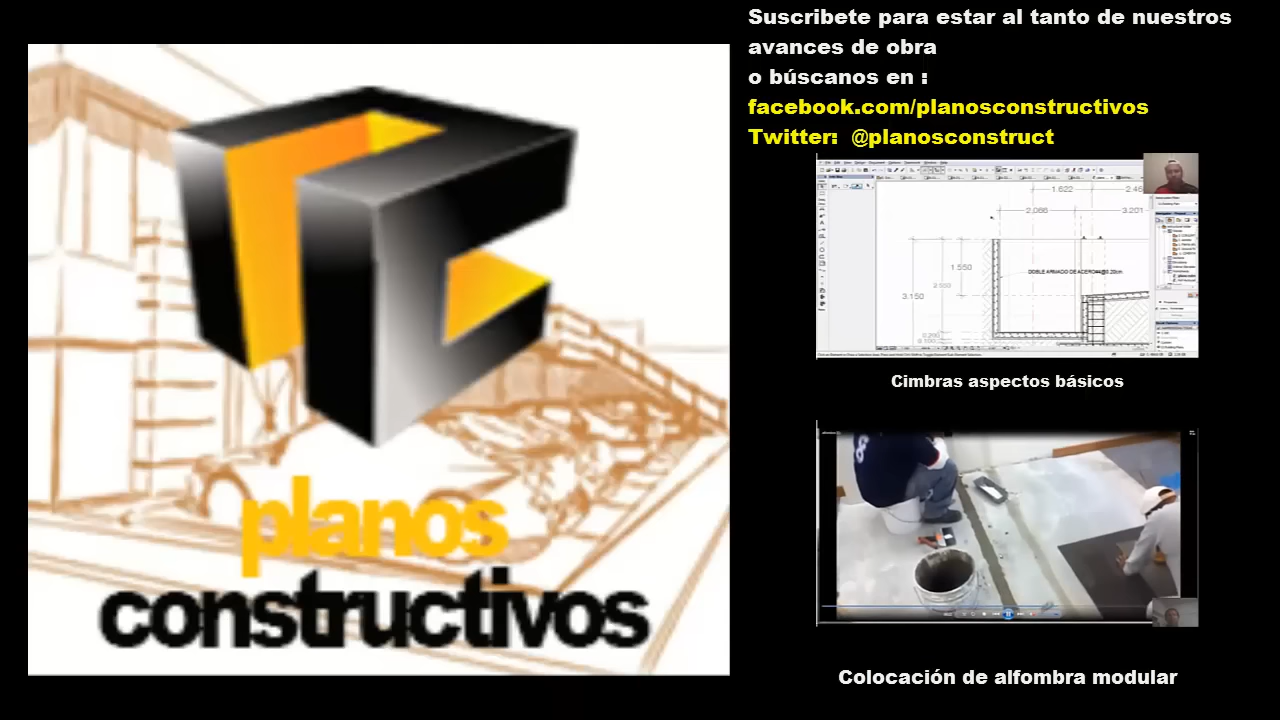 Suscribete para estar al tanto de nuestros
avances de obra
o búscanos en :
facebook.com/planosconstructivos
Twitter:  @planosconstruct
planos
constructivos
1.622
2.086
3.201
1.550
3.150
DOBLE ARMADO DE ACERO
Cimbras aspectos básicos
Colocación de alfombra modular